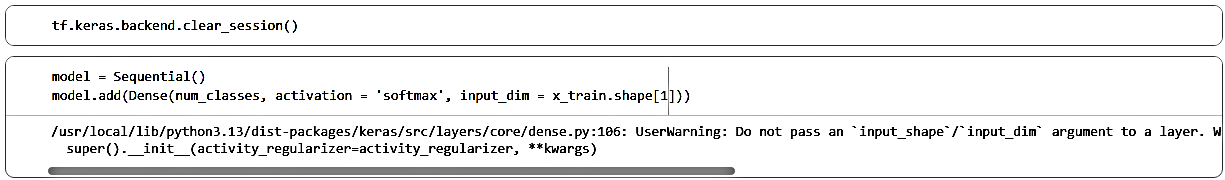 tf.keras.backend.clear_session()
model = Sequential()
model.add(Dense(num_classes, activation = 'softmax', input_dim = x_train.shape[1]))
/usr/local/lib/python3.13/dist-packages/keras/src/layers/core/dense.py:106: UserWarning: Do not pass an `input_shape`/`input_dim` argument to a layer. W
super().__init__(activity_regularizer=activity_regularizer, **kwargs)